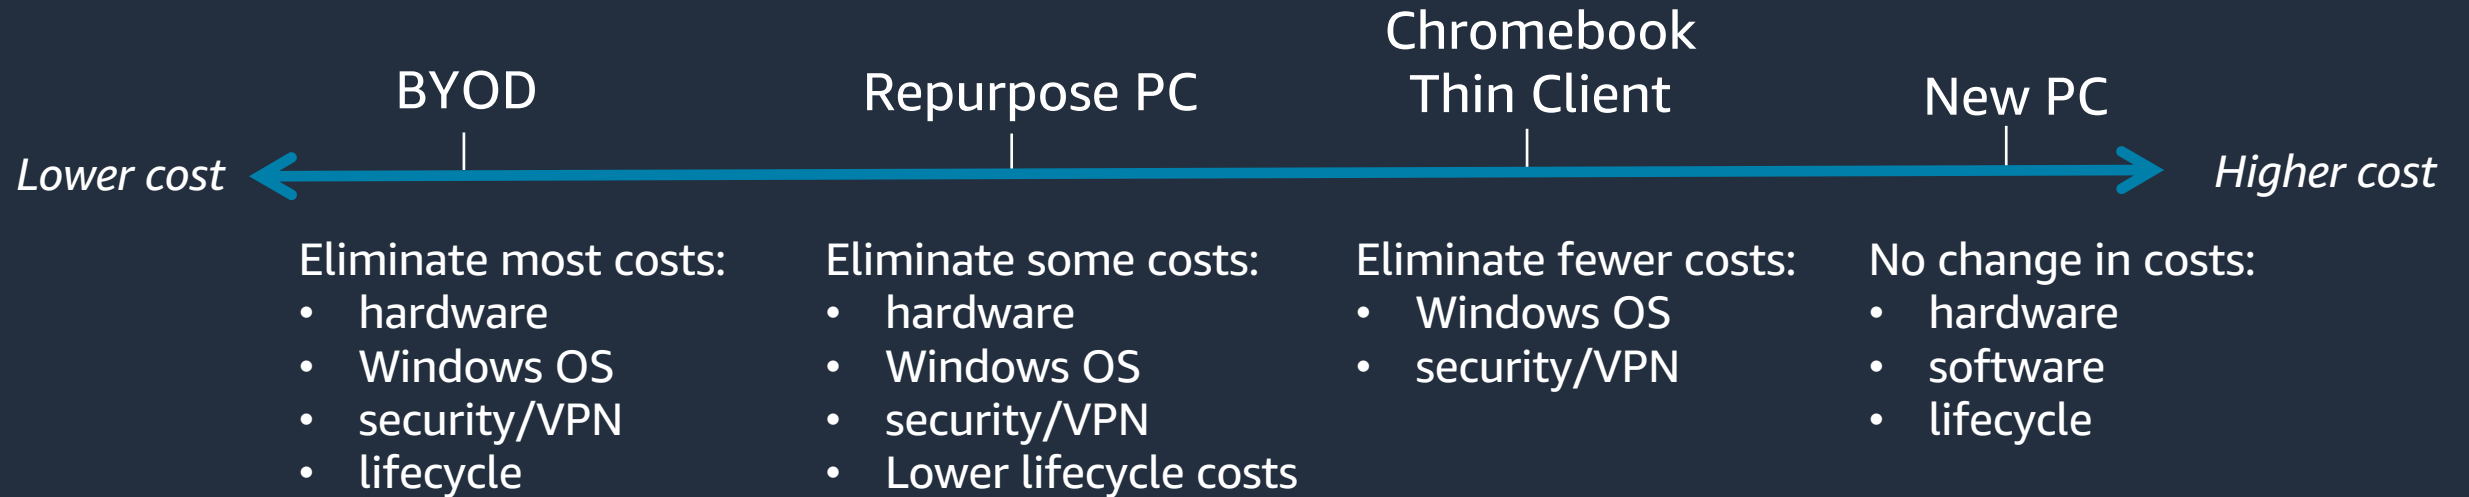 Lower cost
BYOD
Repurpose PC
Chromebook
Thin Client
New PC
Higher cost
Eliminate most costs:
• hardware
• Windows OS
• security/VPN
• lifecycle
Eliminate some costs:
• hardware
• Windows OS
• security/VPN
• Lower lifecycle costs
Eliminate fewer costs:
• Windows OS
• security/VPN
No change in costs:
• hardware
• software
• lifecycle